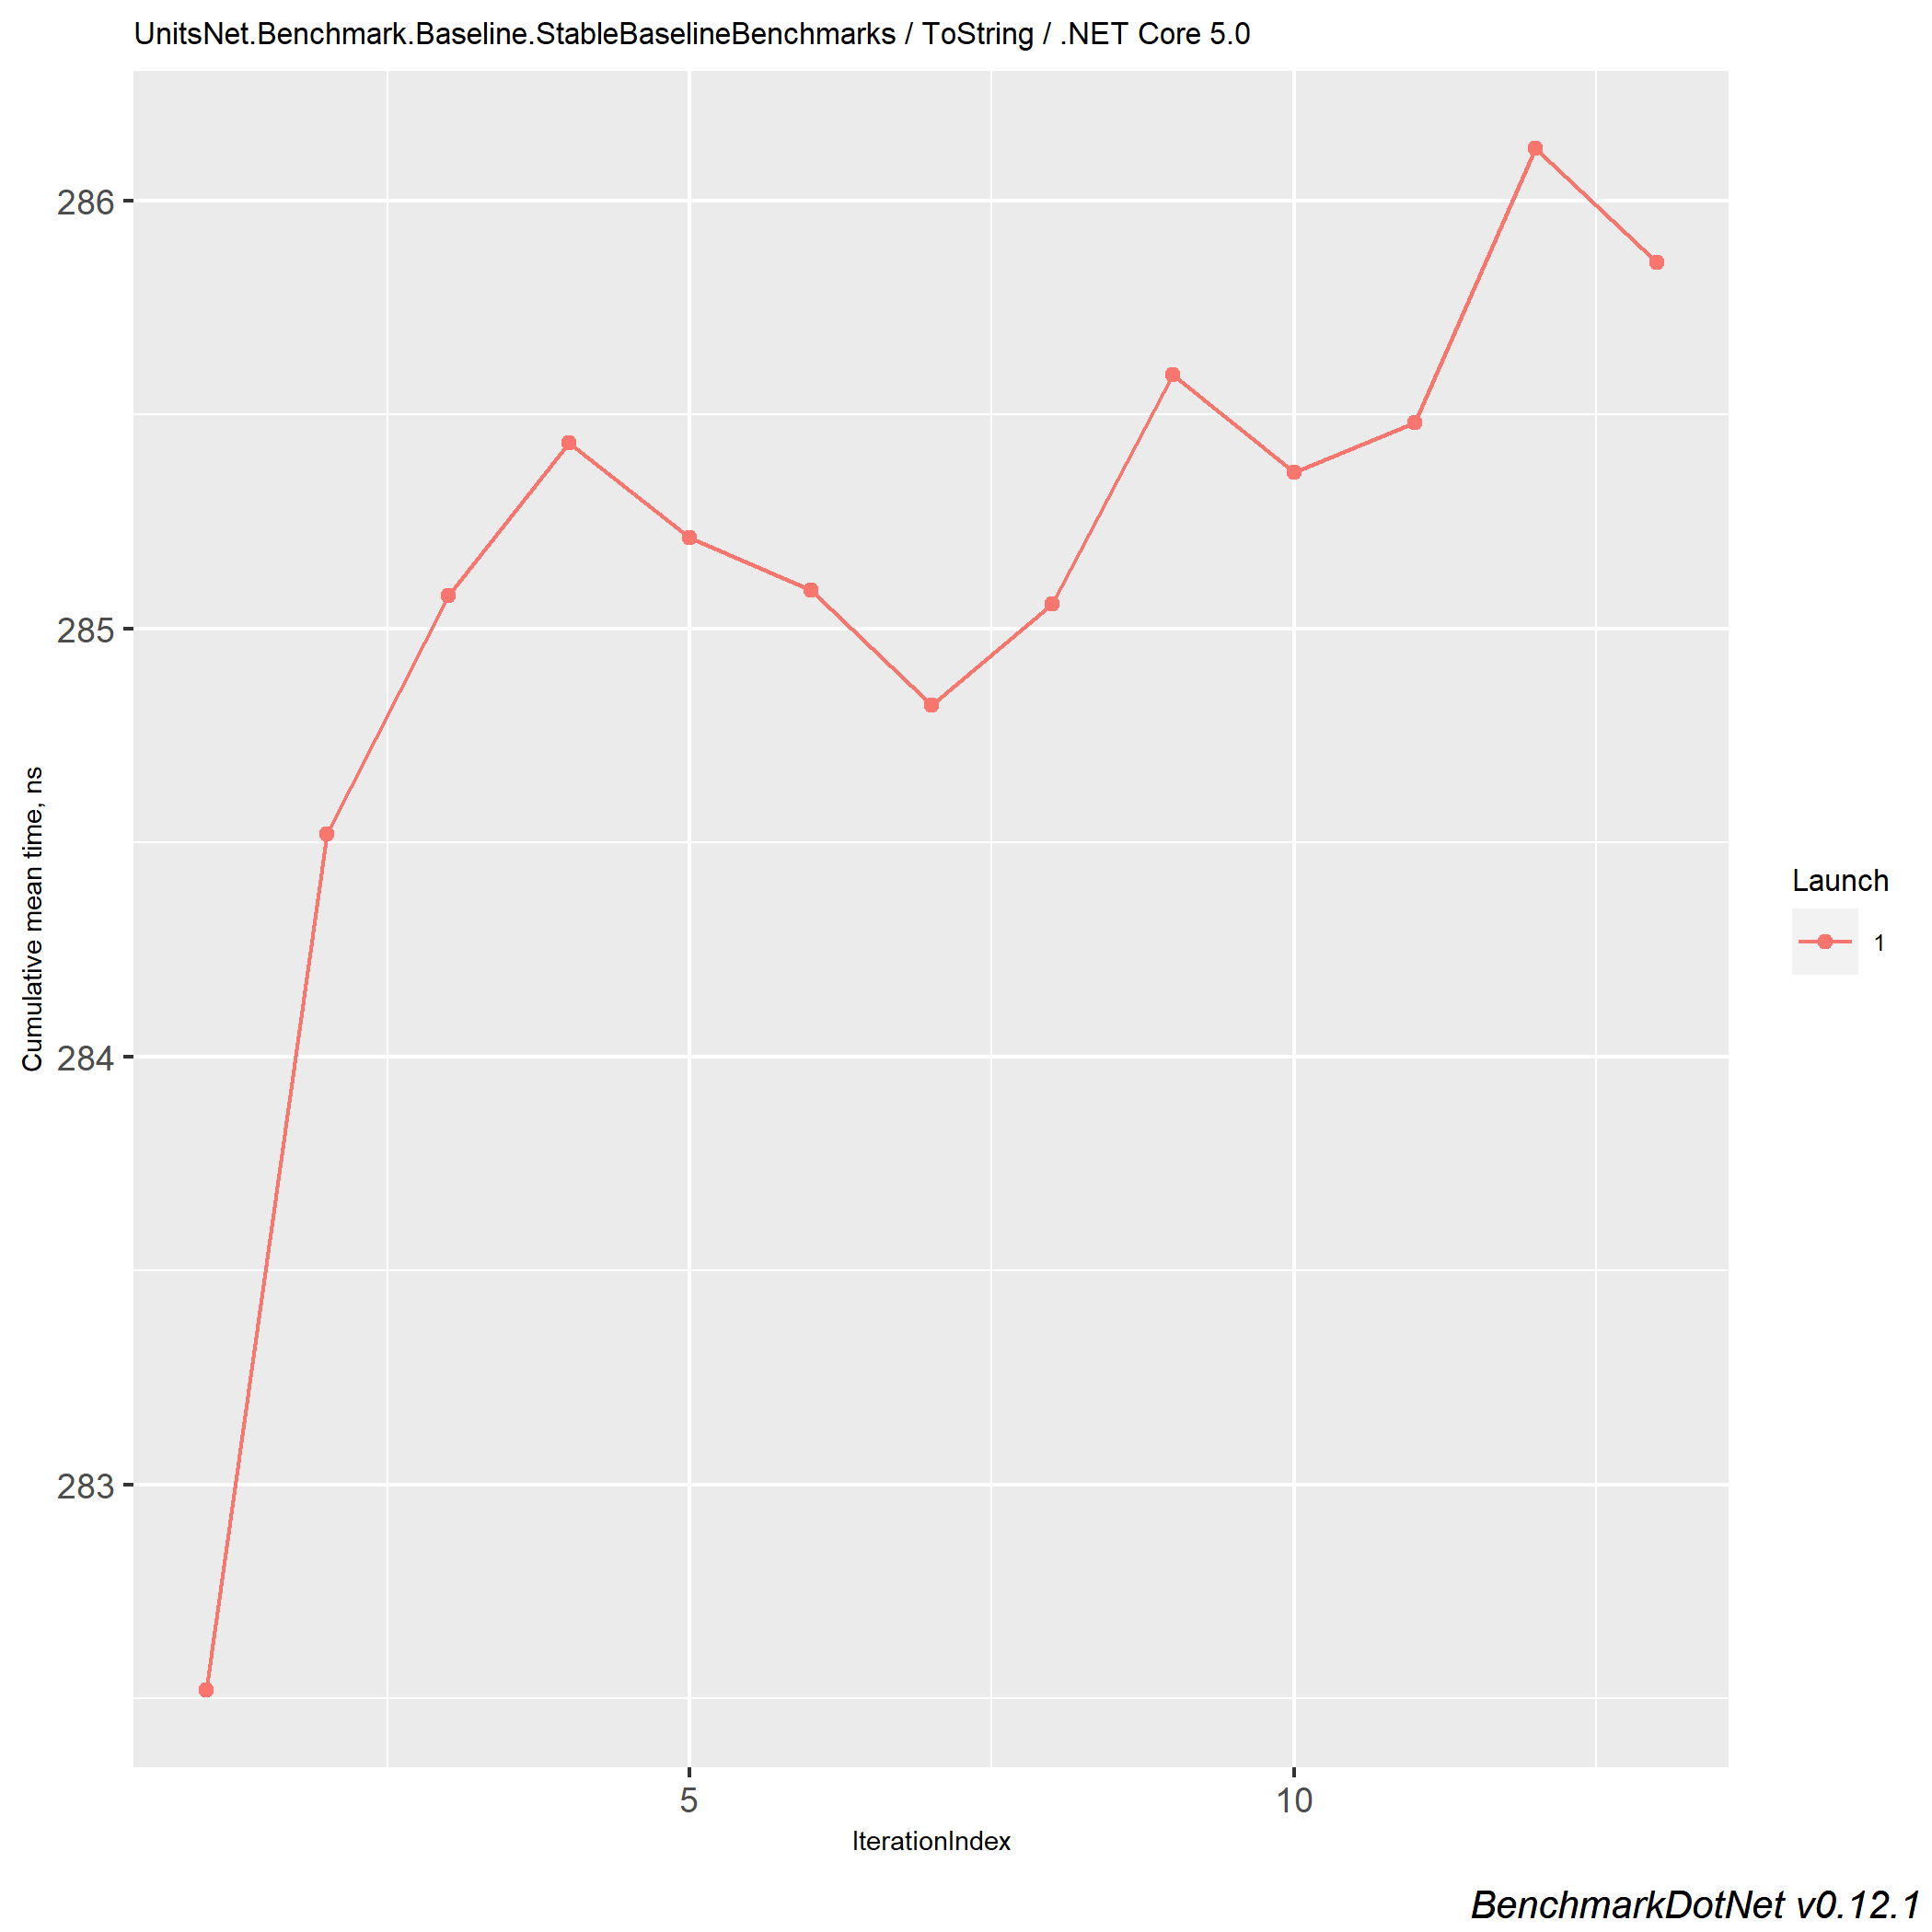 UnitsNet.Benchmark.Baseline.StableBaselineBenchmarks / ToString / .NET Core 5.0
286
285
284
283
Cumulative mean time, ns
5
10
IterationIndex
Launch
1
BenchmarkDotNet v0.12.1